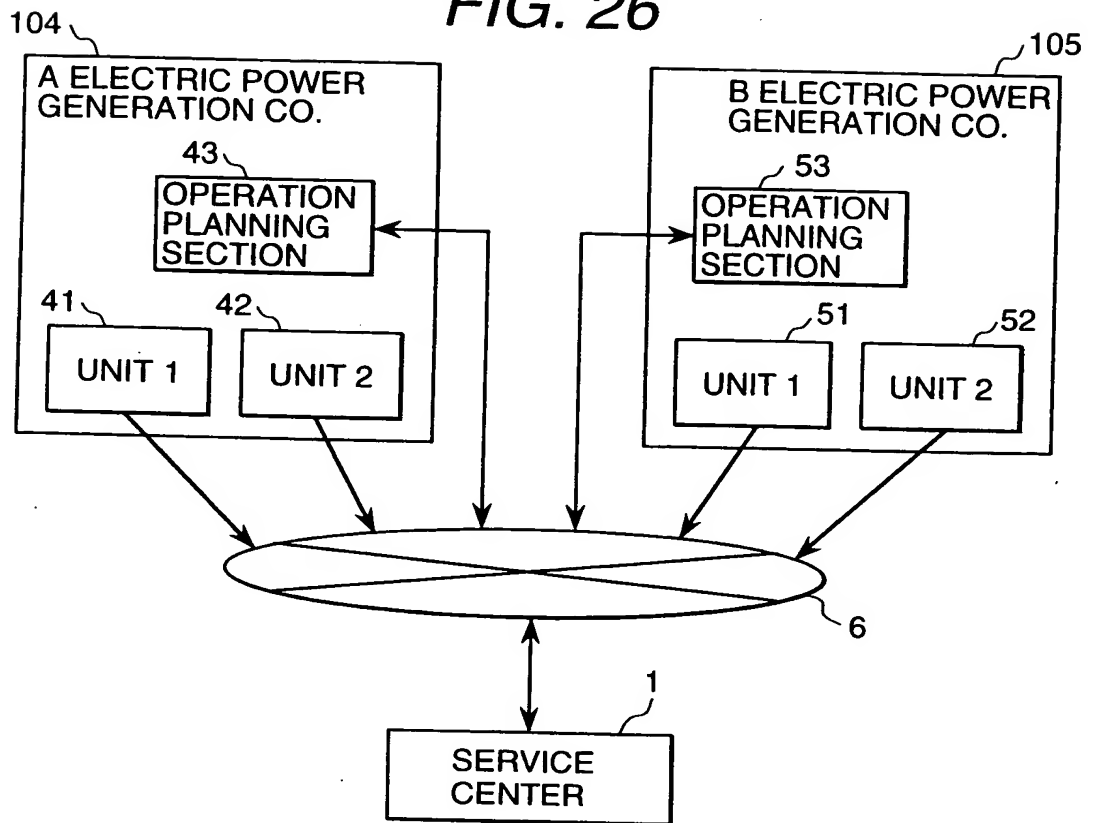 FIG. 26
104
A ELECTRIC POWER
GENERATION CO.
43
OPERATION
PLANNING
SECTION
41
UNIT 1
42
UNIT 2
105
B ELECTRIC POWER
GENERATION CO.
53
OPERATION
PLANNING
SECTION
51
UNIT 1
52
UNIT 2
6
1
SERVICE
CENTER